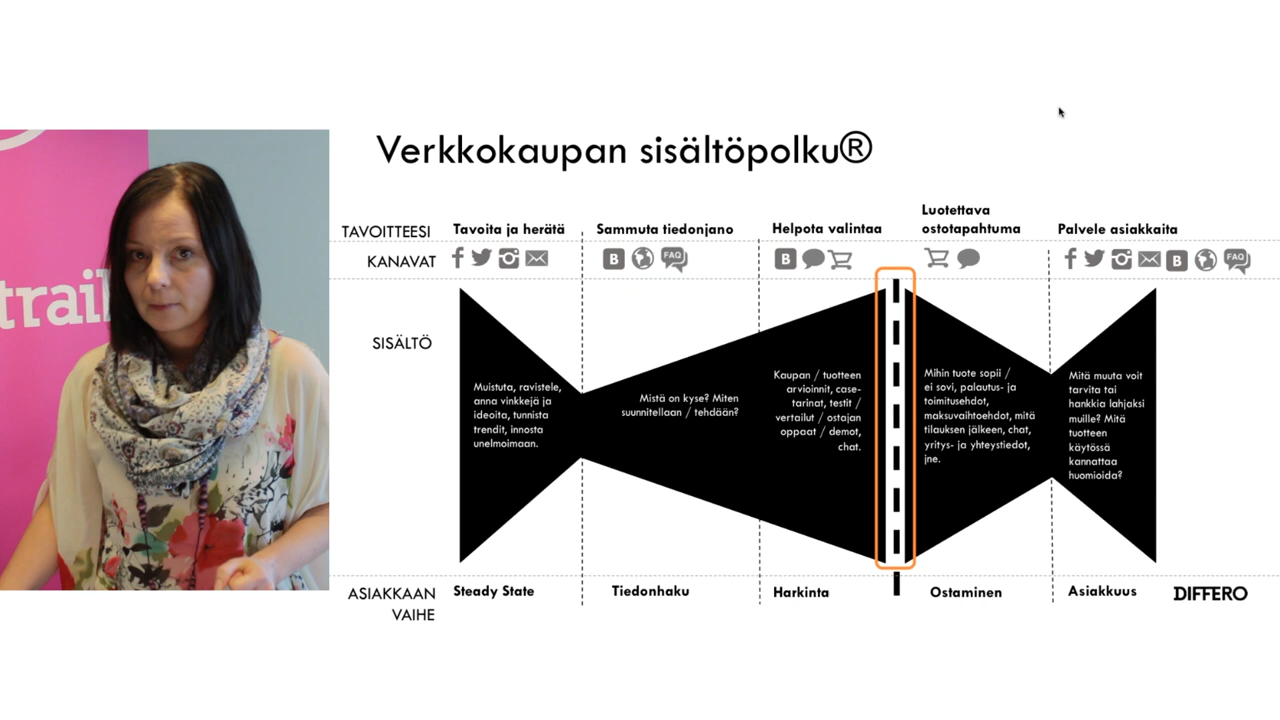 Verkkokaupan sisältöpolku®
TAVOITTEESI
Tavoita ja herätä
Sammuta tiedonjano
Helpota valintaa
Luotettava
ostotapahtuma
Palvele asiakkaita
KANAVAT
B
FAQ
B
B
FAQ
SISÄLTÖ
Muistuta, ravistele,
anna vinkkejä ja
ideoita, tunnista
trendit, innosta
unelmoimaan.
Mistä on kyse? Miten
suunnitellaan / tehdään?
Kaupan / tuotteen
arvioinnit, case-
tarinat, testit /
vertailut / ostajan
oppaat / demot,
chat.
Mihin tuote sopii /
ei sovi, palautus- ja
toimitusehdot,
maksuvaihtoehdot, mitä
tilauksen jälkeen, chat,
yritys- ja yhteystiedot,
jne.
Mitä muuta voit
tarvita tai
hankkia lahjaksi
muille? Mitä
tuotteen
käytössä
kannattaa
huomioida?
ASIAKKAAN
VAIHE
Steady State
Tiedonhaku
Harkinta
Ostaminen
Asiakkuus
DIFFERO
trail